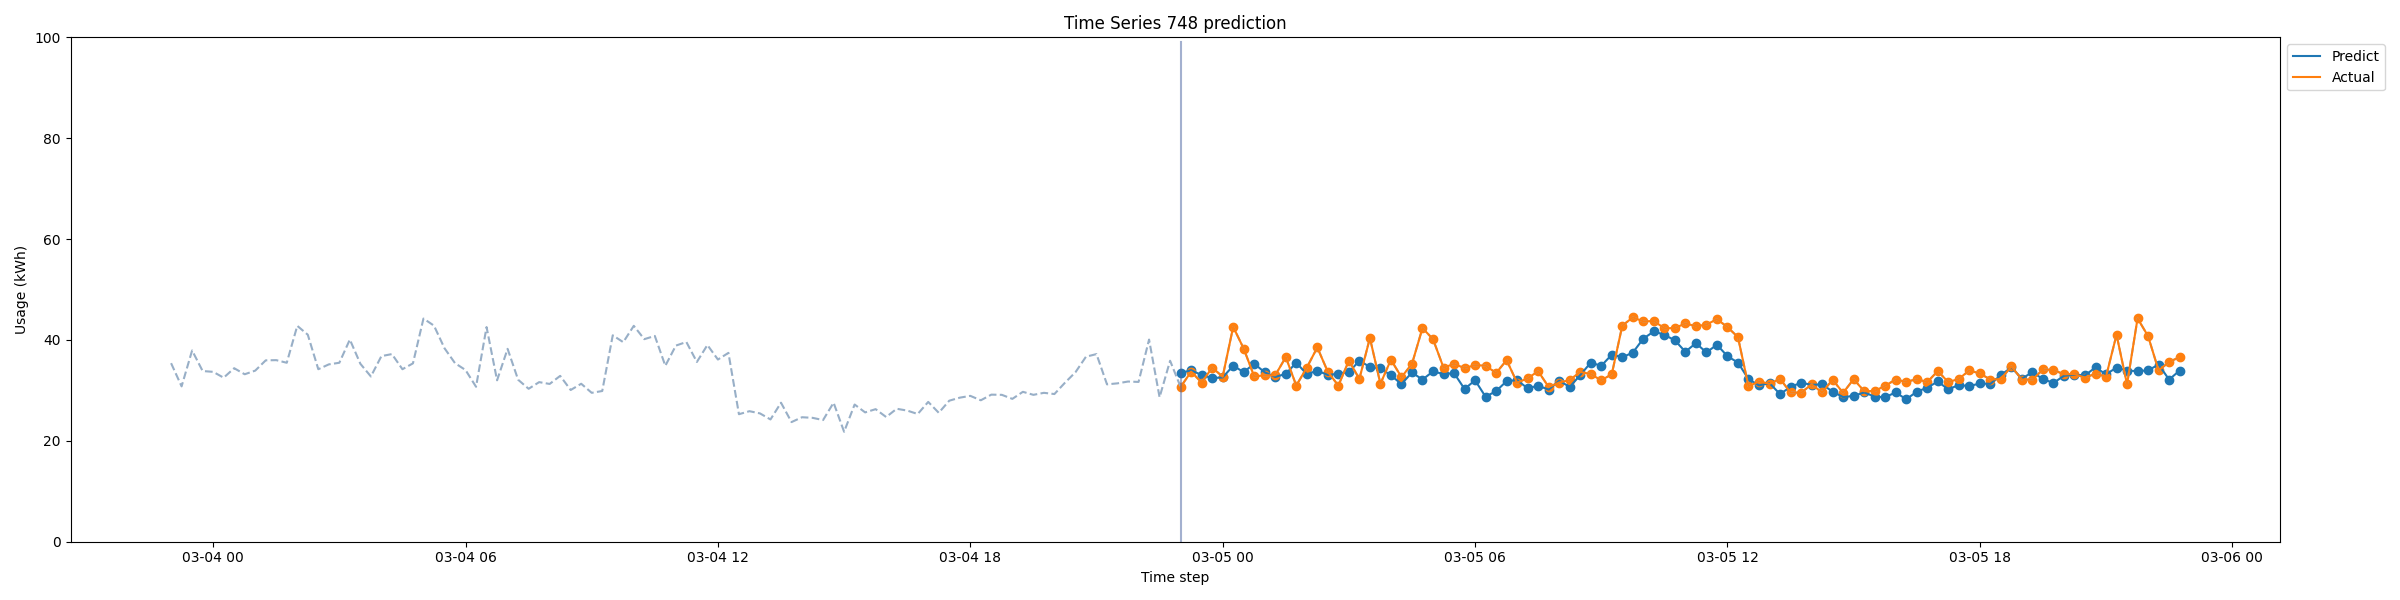 Time Series 748 prediction
100
80
60
40
20
0
Usage (kWh)
03-04 00 03-04 06 03-04 12 03-04 18 03-05 00 03-05 06 03-05 12 03-05 18 03-06 00
Time step
Predict
Actual